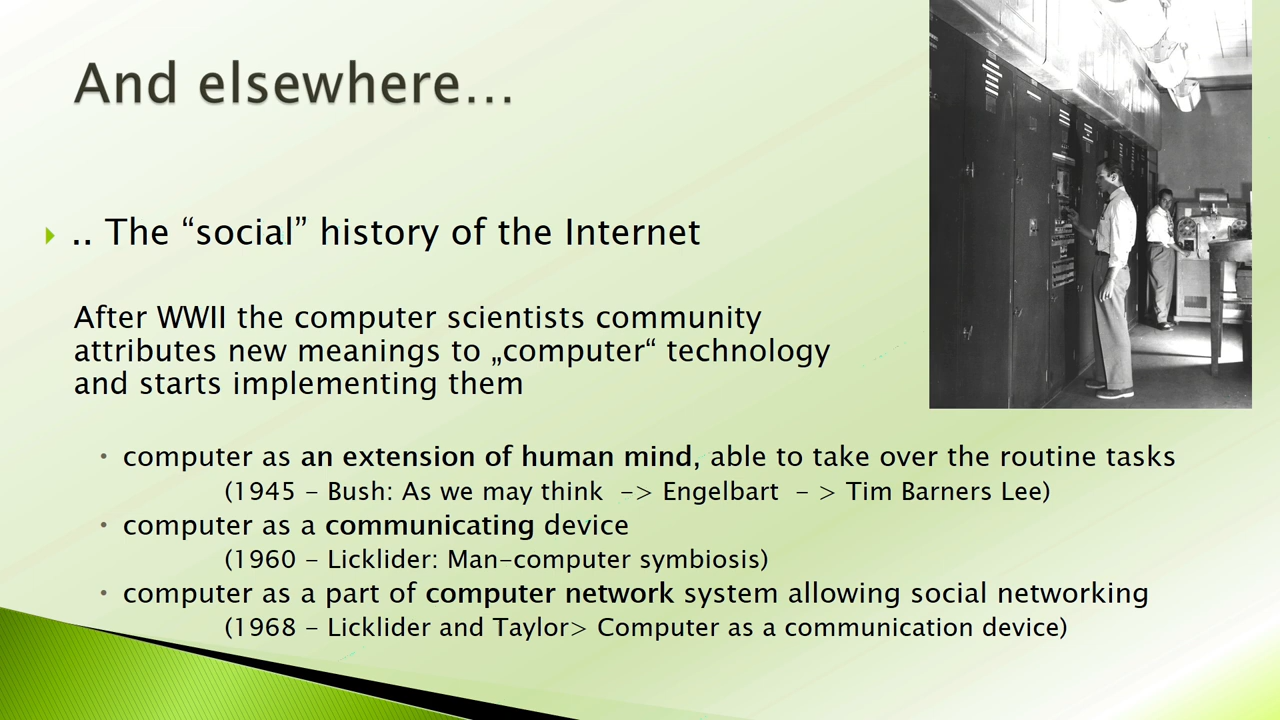 And elsewhere...
.. The “social” history of the Internet
After WWII the computer scientists community
attributes new meanings to „computer“ technology
and starts implementing them
• computer as an extension of human mind, able to take over the routine tasks
(1945 – Bush: As we may think –> Engelbart – > Tim Barners Lee)
• computer as a communicating device
(1960 – Licklider: Man-computer symbiosis)
• computer as a part of computer network system allowing social networking
(1968 – Licklider and Taylor> Computer as a communication device)